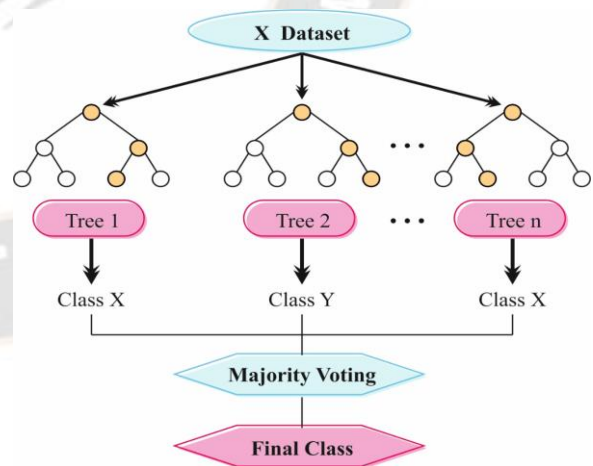 X Dataset
Tree 1
Tree 2
Tree n
Class X
Class Y
Class X
Majority Voting
Final Class